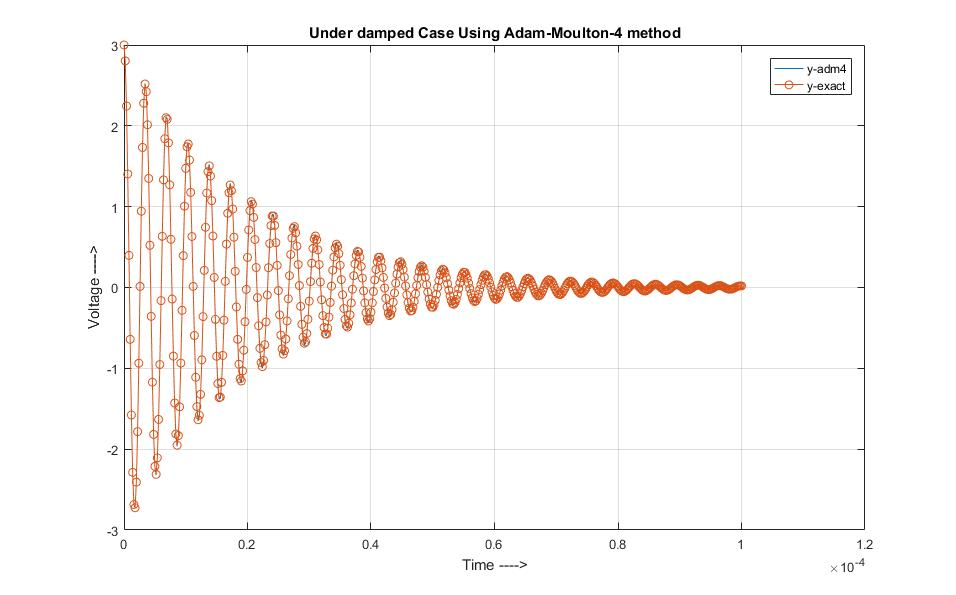 Under damped Case Using Adam-Moulton-4 method
y-adm4
y-exact
3
2
1
0
-1
-2
-3
Voltage ---->
0 0.2 0.4 0.6 0.8 1 1.2
Time ---->
×10-4